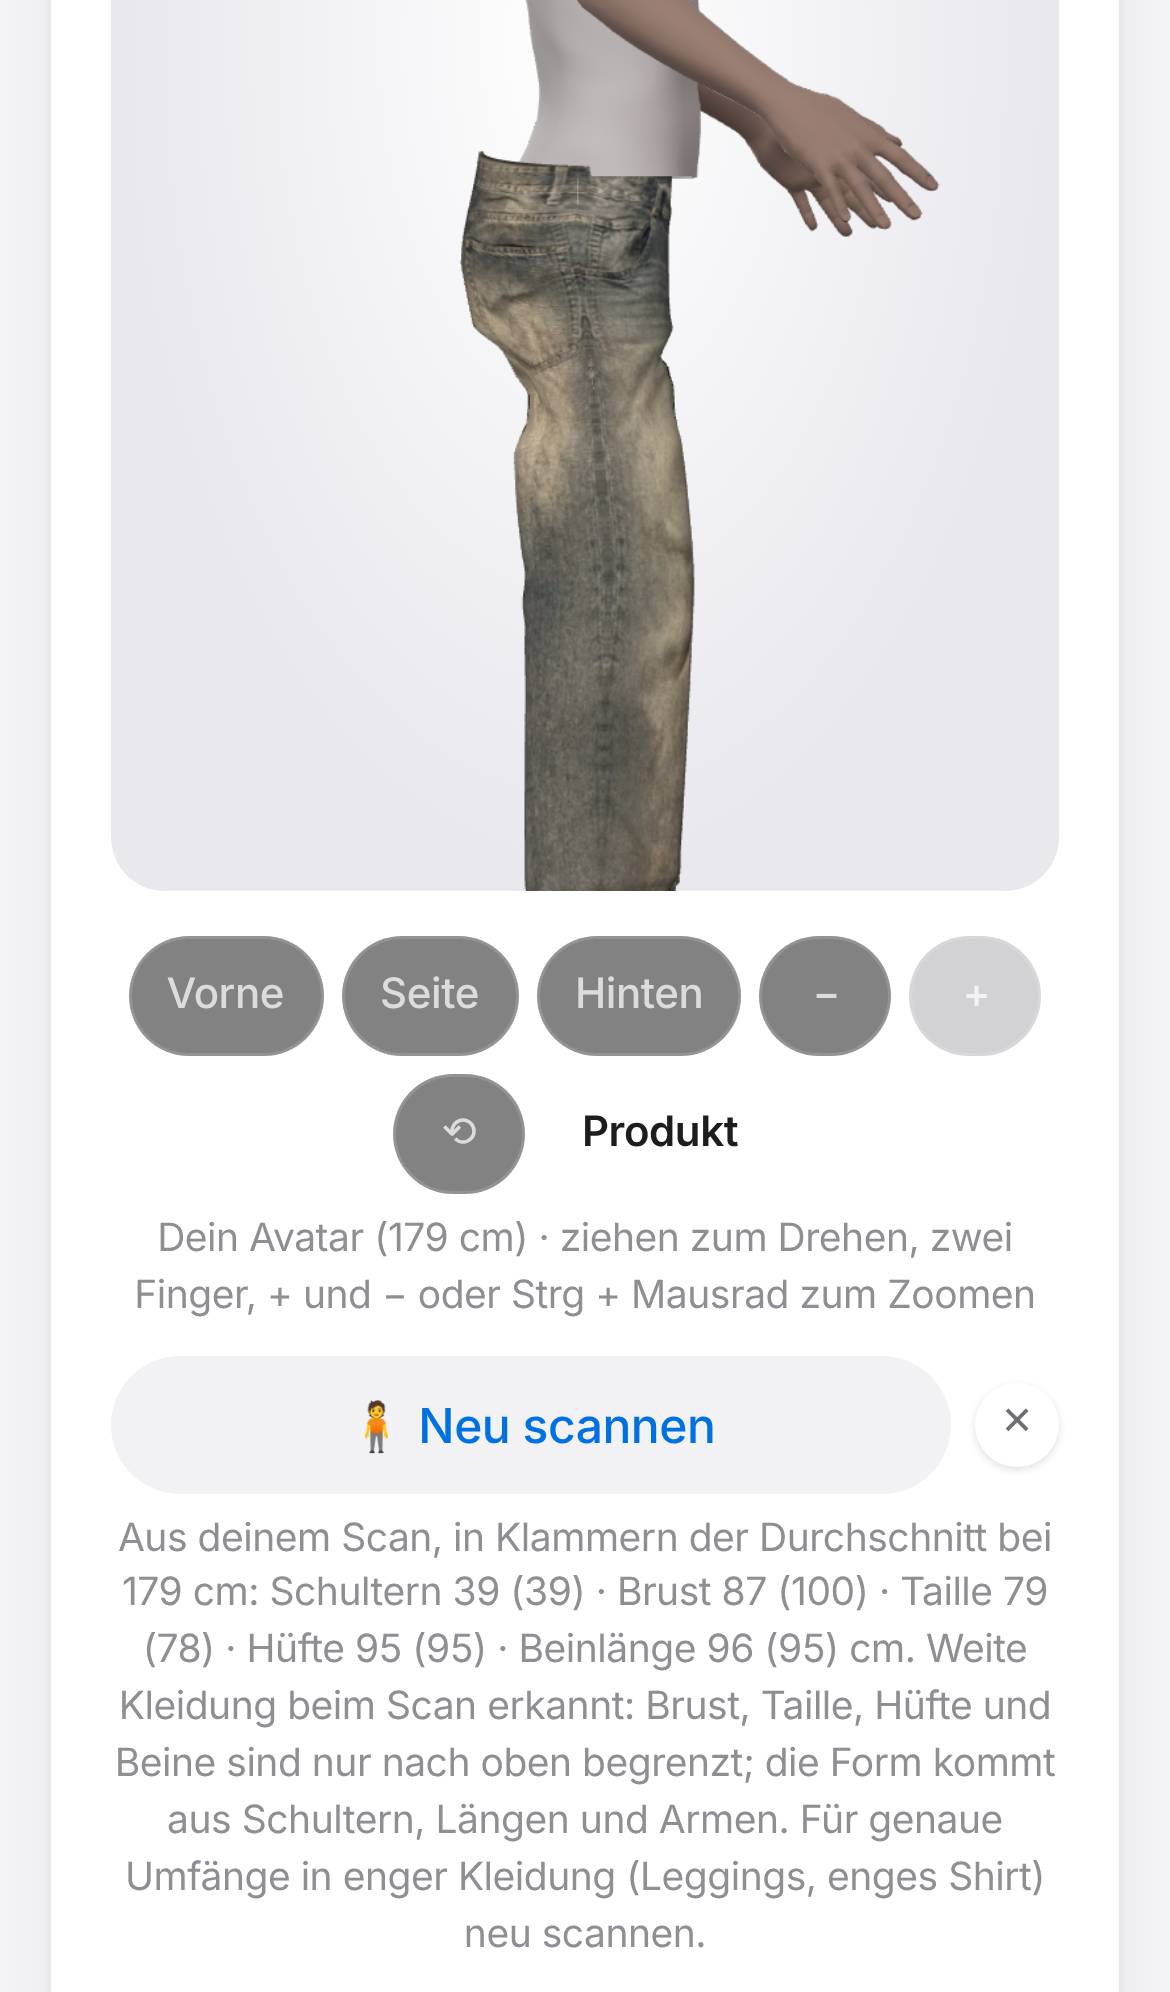 Vorne Seite Hinten − +
⟲ Produkt
Dein Avatar (179 cm) · ziehen zum Drehen, zwei
Finger, + und − oder Strg + Mausrad zum Zoomen
🧍 Neu scannen ×
Aus deinem Scan, in Klammern der Durchschnitt bei
179 cm: Schultern 39 (39) · Brust 87 (100) · Taille 79
(78) · Hüfte 95 (95) · Beinlänge 96 (95) cm. Weite
Kleidung beim Scan erkannt: Brust, Taille, Hüfte und
Beine sind nur nach oben begrenzt; die Form kommt
aus Schultern, Längen und Armen. Für genaue
Umfänge in enger Kleidung (Leggings, enges Shirt)
neu scannen.